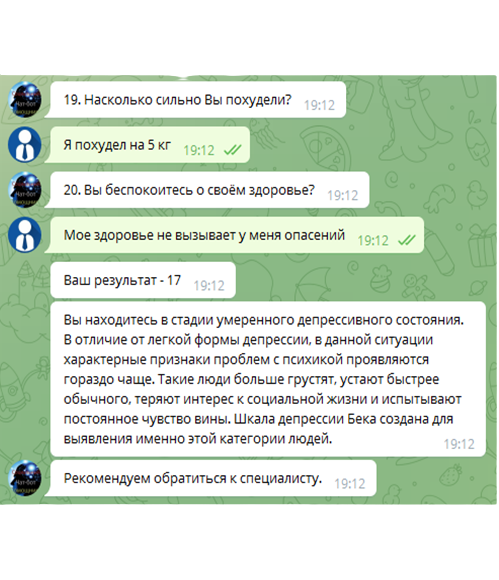 19. Насколько сильно Вы похудели?
19:12
Я похудел на 5 кг
19:12
20. Вы беспокоитесь о своём здоровье?
19:12
Мое здоровье не вызывает у меня опасений
19:12
Ваш результат - 17
19:12
Вы находитесь в стадии умеренного депрессивного состояния.
В отличие от легкой формы депрессии, в данной ситуации
характерные признаки проблем с психикой проявляются
гораздо чаще. Такие люди больше грустят, устают быстрее
обычного, теряют интерес к социальной жизни и испытывают
постоянное чувство вины. Шкала депрессии Бека создана для
выявления именно этой категории людей.
19:12
Рекомендуем обратиться к специалисту.
19:12